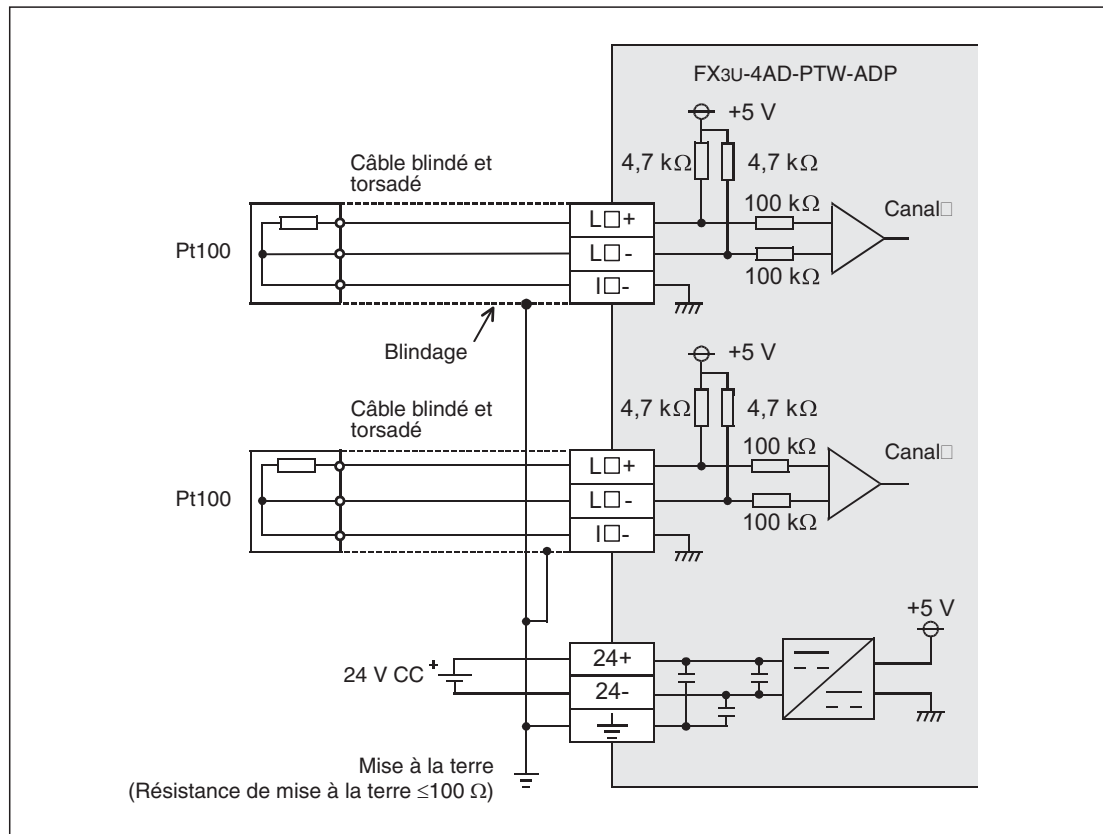 FX3U-4AD-PTW-ADP
+5 V
4,7 kΩ
4,7 kΩ
Câble blindé et
torsadé
100 kΩ
Canal□
L□+
Pt100
L□-
100 kΩ
I□-
Blindage
+5 V
4,7 kΩ
4,7 kΩ
Câble blindé et
torsadé
100 kΩ
Canal□
L□+
Pt100
L□-
100 kΩ
I□-
+5 V
24+
24 V CC
+
24-
Mise à la terre
(Résistance de mise à la terre ≤100 Ω)